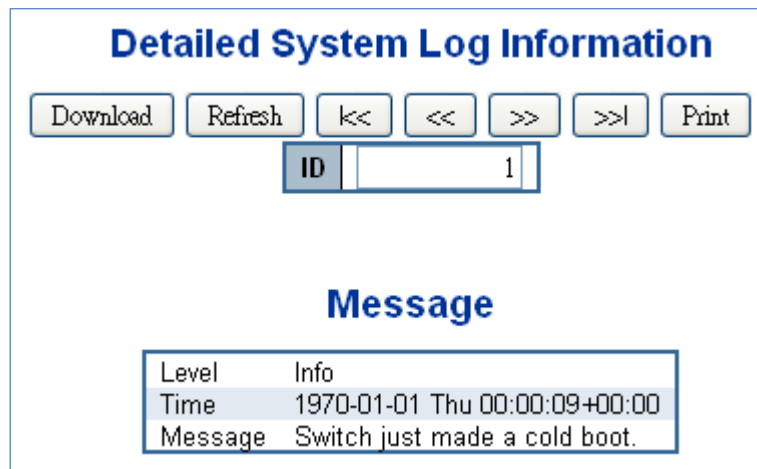 Detailed System Log Information
Download Refresh |<< << >> >>| Print
ID 1
Message
Level Info
Time 1970-01-01 Thu 00:00:09+00:00
Message Switch just made a cold boot.